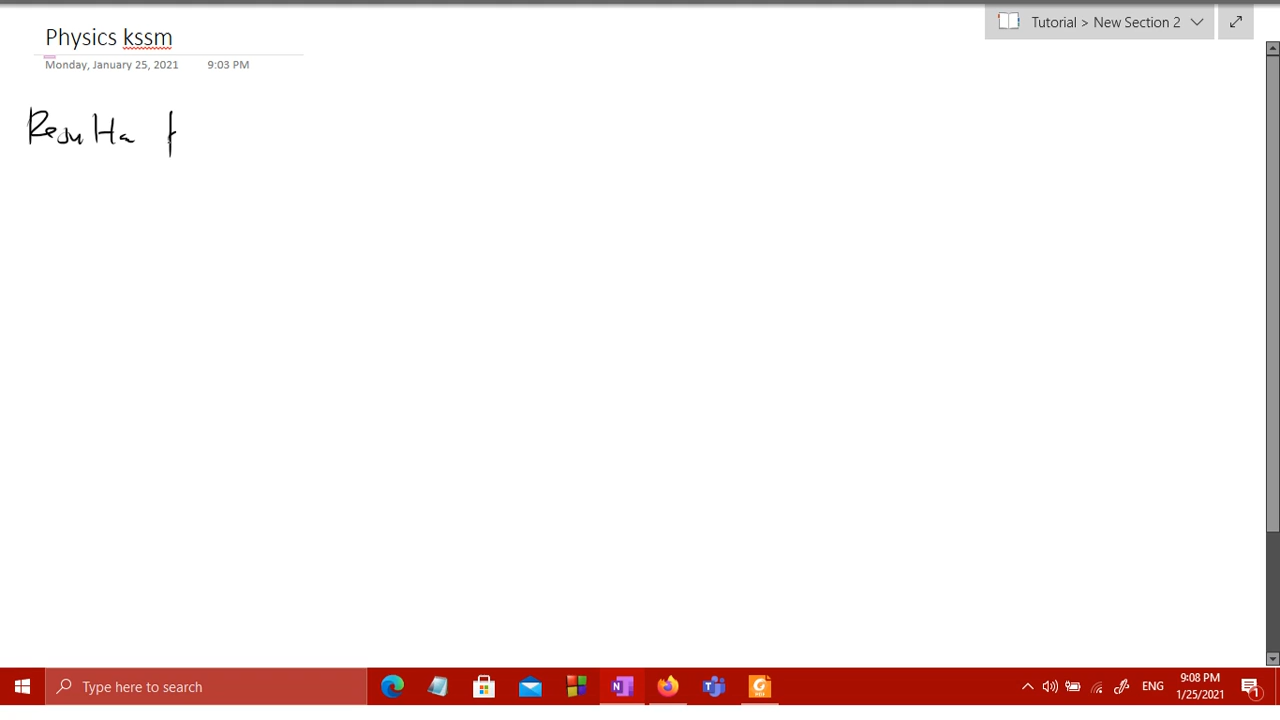 Physics kssm
Tutorial > New Section 2
Monday, January 25, 2021 9:03 PM
Resulta f
Type here to search
ENG
9:08 PM
1/25/2021